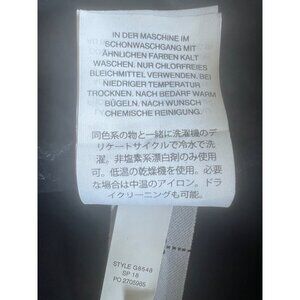 IN DER MASCHINE IM
SCHONWASCHGANG MIT
ÄHNLICHEN FARBEN KALT
WASCHEN. NUR CHLORFREIES
BLEICHMITTEL VERWENDEN. BEI
NIEDRIGER TEMPERATUR
TROCKNEN. NACH BEDARF WARM
BÜGELN. NACH WUNSCH
CHEMISCHE REINIGUNG.
同色系の物と一緒に洗濯機のデ
リケートサイクルで冷水で洗
濯。非塩素系漂白剤のみ使用
可。低温の乾燥機を使用。必要
な場合は中温のアイロン。ドラ
イクリーニングも可能。
STYLE G8548
SP 18
PO 2705985